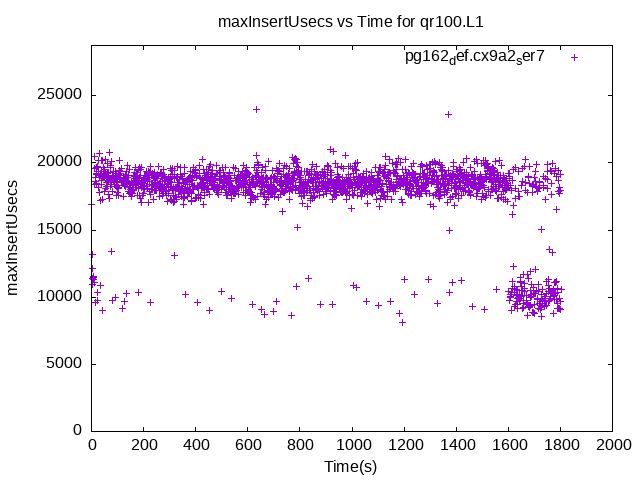 maxInsertUsecs vs Time for qr100.L1
pg162def.cx9a2ser7
25000
20000
15000
10000
5000
0
maxInsertUsecs
0 200 400 600 800 1000 1200 1400 1600 1800 2000
Time(s)